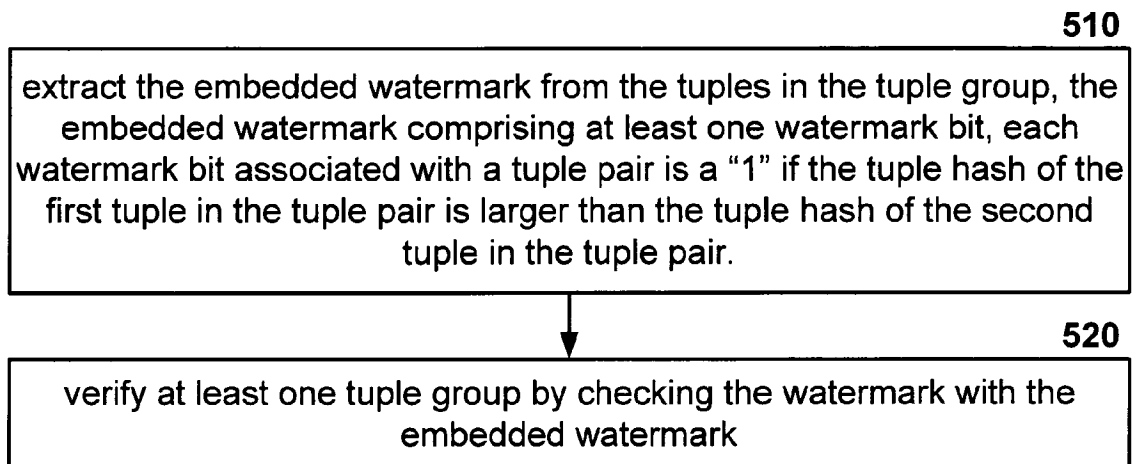 510
extract the embedded watermark from the tuples in the tuple group, the
embedded watermark comprising at least one watermark bit, each
watermark bit associated with a tuple pair is a “1” if the tuple hash of the
first tuple in the tuple pair is larger than the tuple hash of the second
tuple in the tuple pair.
520
verify at least one tuple group by checking the watermark with the
embedded watermark